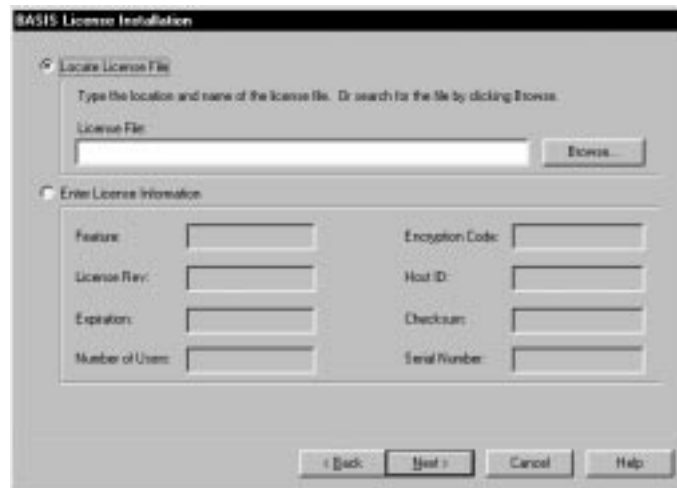 BASIS License Installation
Locate License File
Type the location and name of the license file. Or search for the file by clicking Browse.
License File:
Browse...
Enter License Information
Feature: Encryption Code:
License Rev: Host ID:
Expiration: Checksum:
Number of Users: Serial Number:
< Back Next > Cancel Help